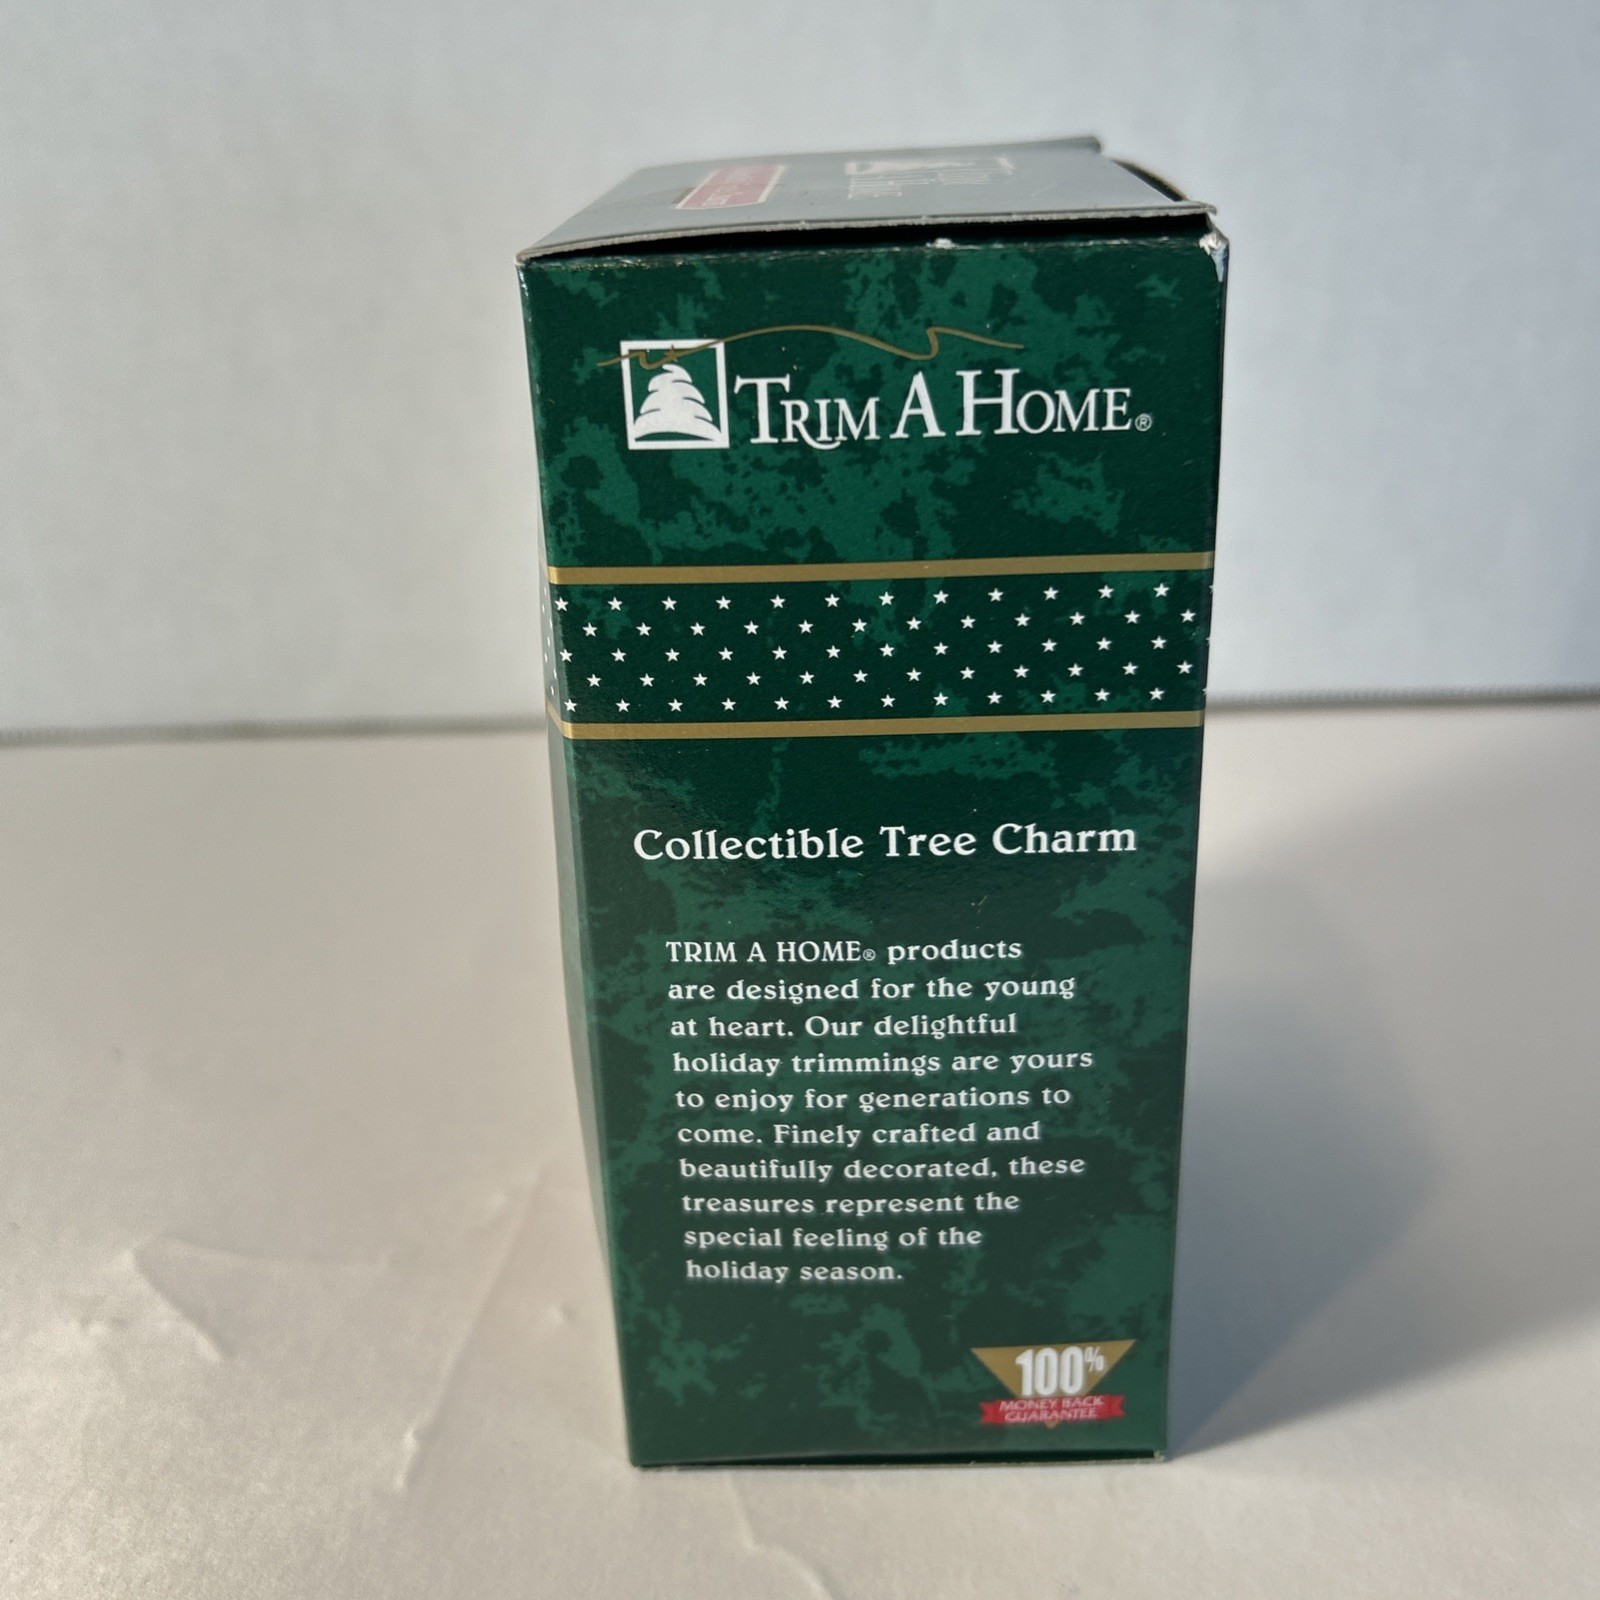 TRIM A HOME®
Collectible Tree Charm
TRIM A HOME® products
are designed for the young
at heart. Our delightful
holiday trimmings are yours
to enjoy for generations to
come. Finely crafted and
beautifully decorated, these
treasures represent the
special feeling of the
holiday season.
100%
MONEY BACK
GUARANTEE